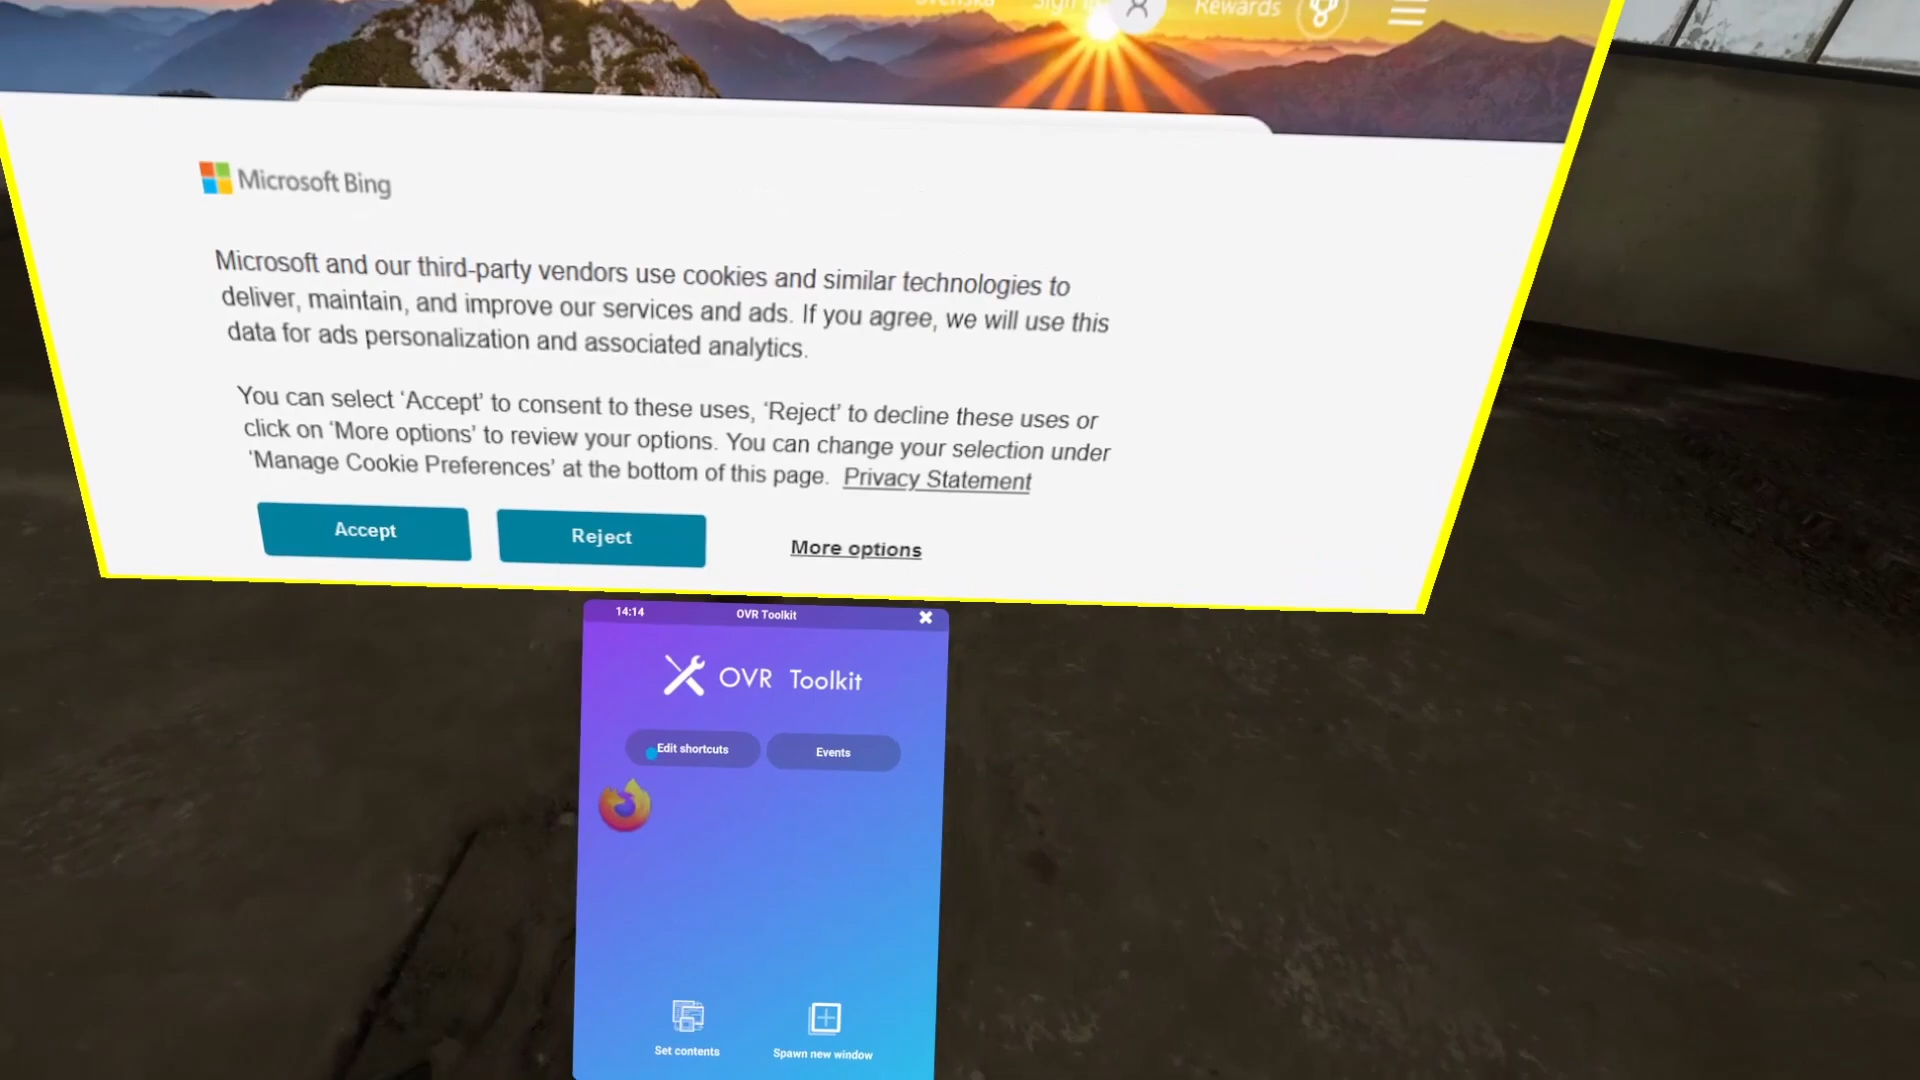 Svenska Sign in Rewards
Microsoft Bing
Microsoft and our third-party vendors use cookies and similar technologies to
deliver, maintain, and improve our services and ads. If you agree, we will use this
data for ads personalization and associated analytics.
You can select ‘Accept’ to consent to these uses, ‘Reject’ to decline these uses or
click on ‘More options’ to review your options. You can change your selection under
‘Manage Cookie Preferences’ at the bottom of this page. Privacy Statement
Accept Reject More options
14:14 OVR Toolkit
OVR Toolkit
Edit shortcuts Events
Set contents Spawn new window